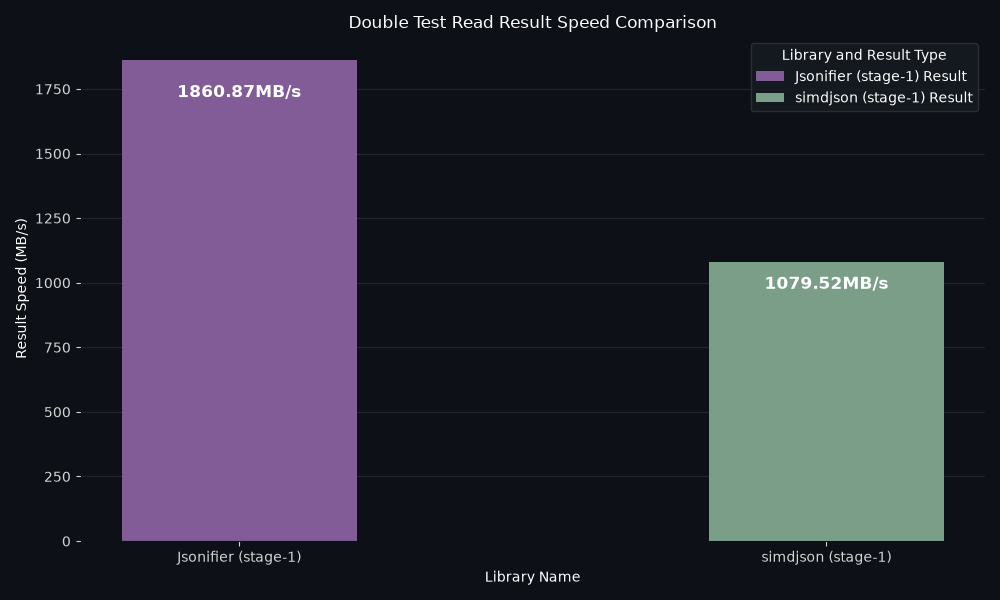 Double Test Read Result Speed Comparison
Library and Result Type
Jsonifier (stage-1) Result
simdjson (stage-1) Result
1860.87MB/s
1079.52MB/s
Result Speed (MB/s)
1750
1500
1250
1000
750
500
250
0
Jsonifier (stage-1)
simdjson (stage-1)
Library Name